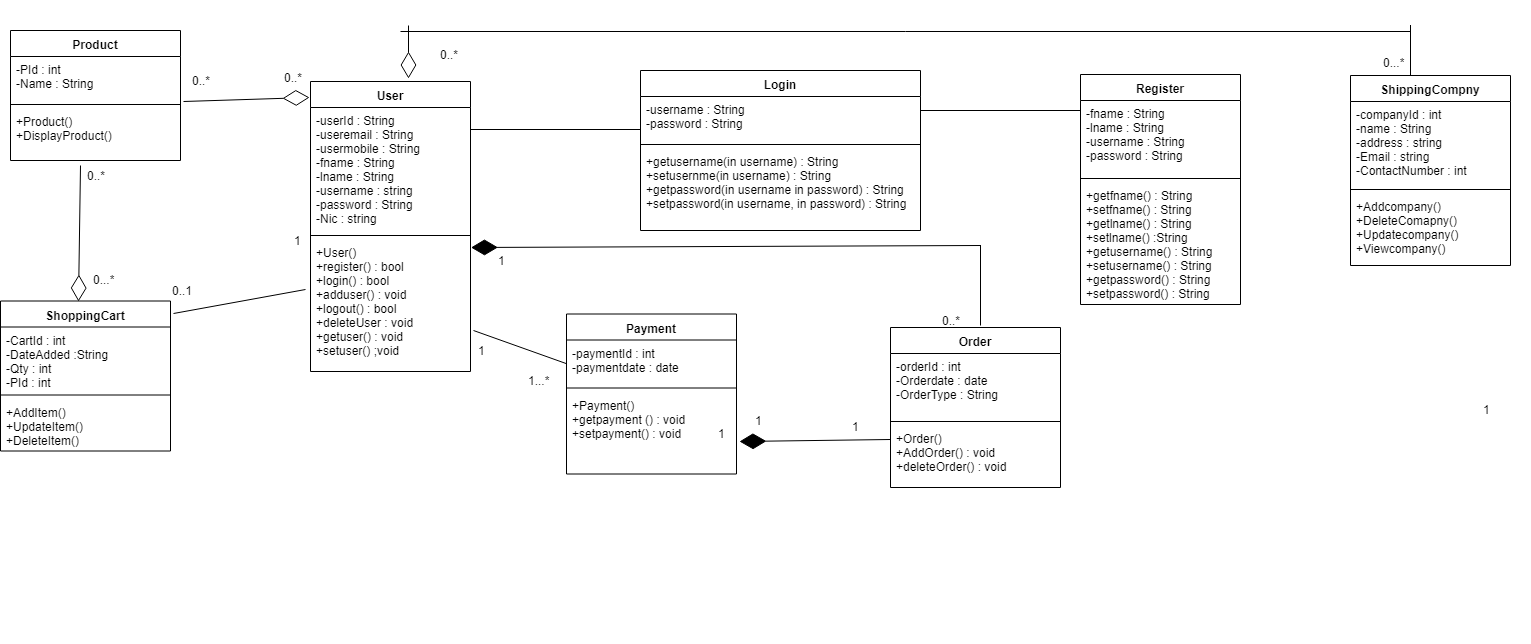 Product
-PId : int
-Name : String
+Product()
+DisplayProduct()
0..*
0..*
0..*
0...*
ShoppingCart
-CartId : int
-DateAdded :String
-Qty : int
-PId : int
+AddItem()
+UpdateItem()
+DeleteItem()
0..1
1
0..*
User
-userId : String
-useremail : String
-usermobile : String
-fname : String
-lname : String
-username : string
-password : String
-Nic : string
+User()
+register() : bool
+login() : bool
+adduser() : void
+logout() : bool
+deleteUser : void
+getuser() : void
+setuser() ;void
Login
-username : String
-password : String
+getusername(in username) : String
+setusernme(in username) : String
+getpassword(in username in password) : String
+setpassword(in username, in password) : String
Register
-fname : String
-lname : String
-username : String
-password : String
+getfname() : String
+setfname() : String
+getlname() : String
+setlname() :String
+getusername() : String
+setusername() : String
+getpassword() : String
+setpassword() : String
0...*
ShippingCompny
-companyId : int
-name : String
-address : string
-Email : string
-ContactNumber : int
+Addcompany()
+DeleteComapny()
+Updatecompany()
+Viewcompany()
1
0..*
1
1...*
Payment
-paymentId : int
-paymentdate : date
+Payment()
+getpayment () : void
+setpayment() : void
1
1
1
Order
-orderId : int
-Orderdate : date
-OrderType : String
+Order()
+AddOrder() : void
+deleteOrder() : void
1